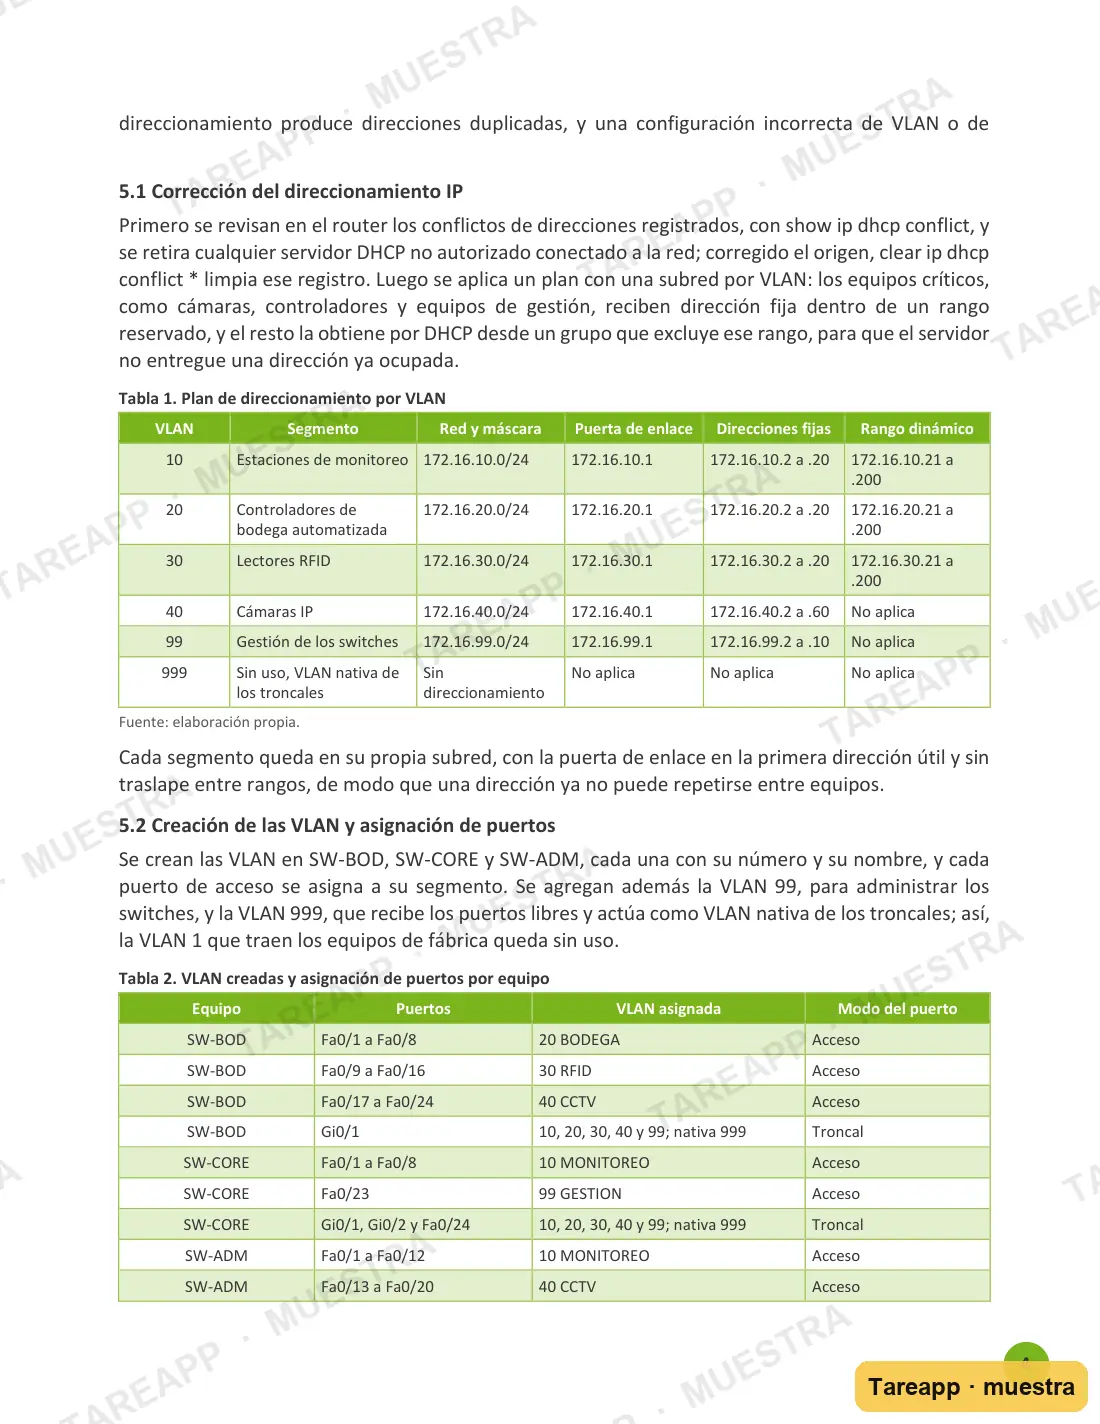 direccionamiento produce direcciones duplicadas, y una configuración incorrecta de VLAN o de
5.1 Corrección del direccionamiento IP
Primero se revisan en el router los conflictos de direcciones registrados, con show ip dhcp conflict, y
se retira cualquier servidor DHCP no autorizado conectado a la red; corregido el origen, clear ip dhcp
conflict * limpia ese registro. Luego se aplica un plan con una subred por VLAN: los equipos críticos,
como cámaras, controladores y equipos de gestión, reciben dirección fija dentro de un rango
reservado, y el resto la obtiene por DHCP desde un grupo que excluye ese rango, para que el servidor
no entregue una dirección ya ocupada.
Tabla 1. Plan de direccionamiento por VLAN
VLAN Segmento Red y máscara Puerta de enlace Direcciones fijas Rango dinámico
10 Estaciones de monitoreo 172.16.10.0/24 172.16.10.1 172.16.10.2 a .20 172.16.10.21 a
.200
20 Controladores de 172.16.20.0/24 172.16.20.1 172.16.20.2 a .20 172.16.20.21 a
bodega automatizada .200
30 Lectores RFID 172.16.30.0/24 172.16.30.1 172.16.30.2 a .20 172.16.30.21 a
.200
40 Cámaras IP 172.16.40.0/24 172.16.40.1 172.16.40.2 a .60 No aplica
99 Gestión de los switches 172.16.99.0/24 172.16.99.1 172.16.99.2 a .10 No aplica
999 Sin uso, VLAN nativa de Sin No aplica No aplica No aplica
los troncales direccionamiento
Fuente: elaboración propia.
Cada segmento queda en su propia subred, con la puerta de enlace en la primera dirección útil y sin
traslape entre rangos, de modo que una dirección ya no puede repetirse entre equipos.
5.2 Creación de las VLAN y asignación de puertos
Se crean las VLAN en SW-BOD, SW-CORE y SW-ADM, cada una con su número y su nombre, y cada
puerto de acceso se asigna a su segmento. Se agregan además la VLAN 99, para administrar los
switches, y la VLAN 999, que recibe los puertos libres y actúa como VLAN nativa de los troncales; así,
la VLAN 1 que traen los equipos de fábrica queda sin uso.
Tabla 2. VLAN creadas y asignación de puertos por equipo
Equipo Puertos VLAN asignada Modo del puerto
SW-BOD Fa0/1 a Fa0/8 20 BODEGA Acceso
SW-BOD Fa0/9 a Fa0/16 30 RFID Acceso
SW-BOD Fa0/17 a Fa0/24 40 CCTV Acceso
SW-BOD Gi0/1 10, 20, 30, 40 y 99; nativa 999 Troncal
SW-CORE Fa0/1 a Fa0/8 10 MONITOREO Acceso
SW-CORE Fa0/23 99 GESTION Acceso
SW-CORE Gi0/1, Gi0/2 y Fa0/24 10, 20, 30, 40 y 99; nativa 999 Troncal
SW-ADM Fa0/1 a Fa0/12 10 MONITOREO Acceso
SW-ADM Fa0/13 a Fa0/20 40 CCTV Acceso
Tareapp · muestra
TAREAPP · MUESTRA